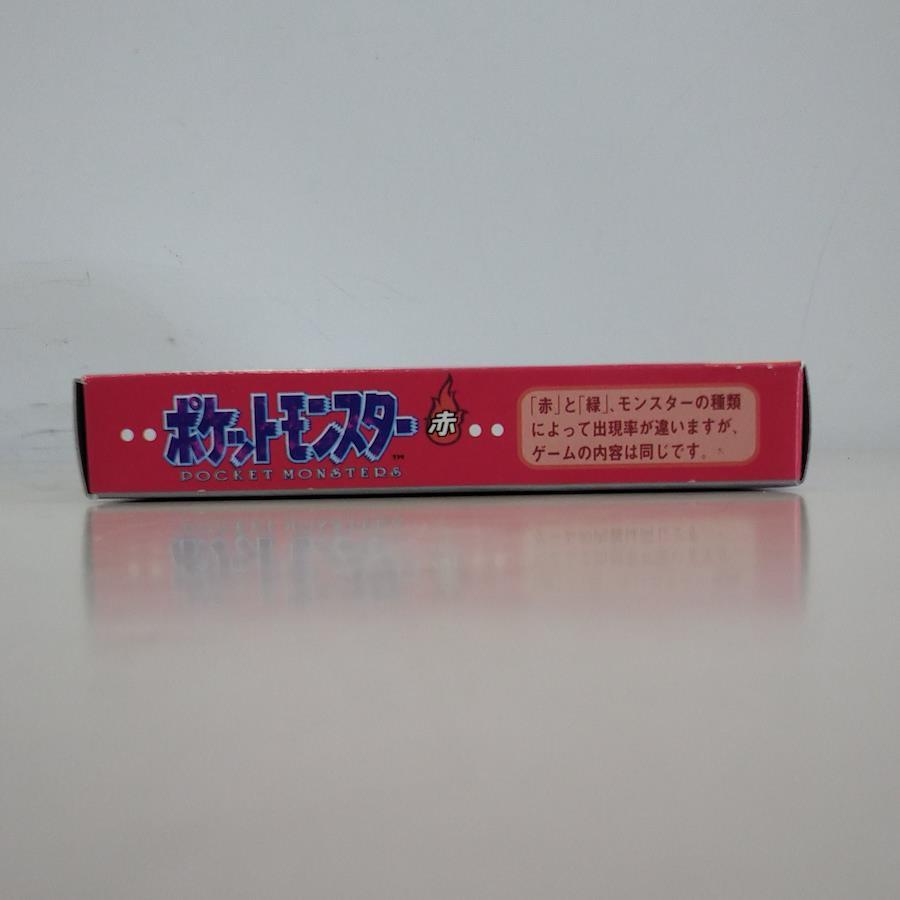 ポケットモンスター
TM
POCKET MONSTERS
赤
「赤」と「緑」、モンスターの種類
によって出現率が違いますが、
ゲームの内容は同じです。